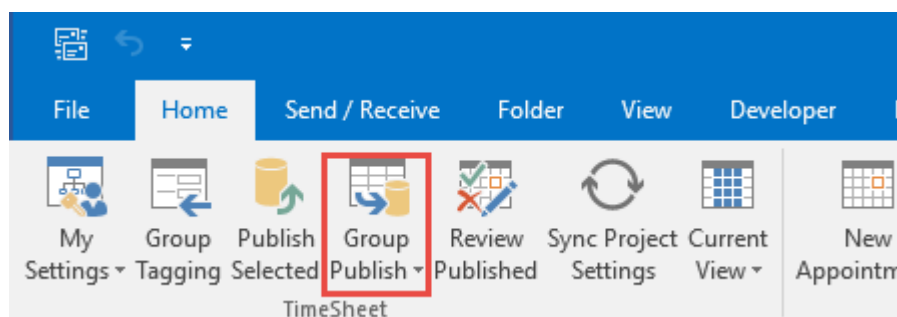 File Home Send / Receive Folder View Developer
My Group Publish Group Review Sync Project Current New
Settings Tagging Selected Publish Published Settings View
TimeSheet